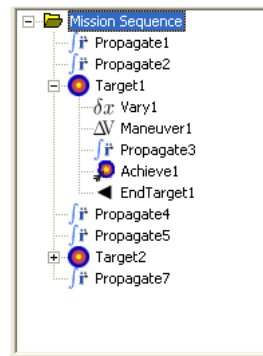 Mission Sequence
Propagate1
Propagate2
Target1
δx Vary1
ΔV Maneuver1
Propagate3
Achieve1
EndTarget1
Propagate4
Propagate5
Target2
Propagate7